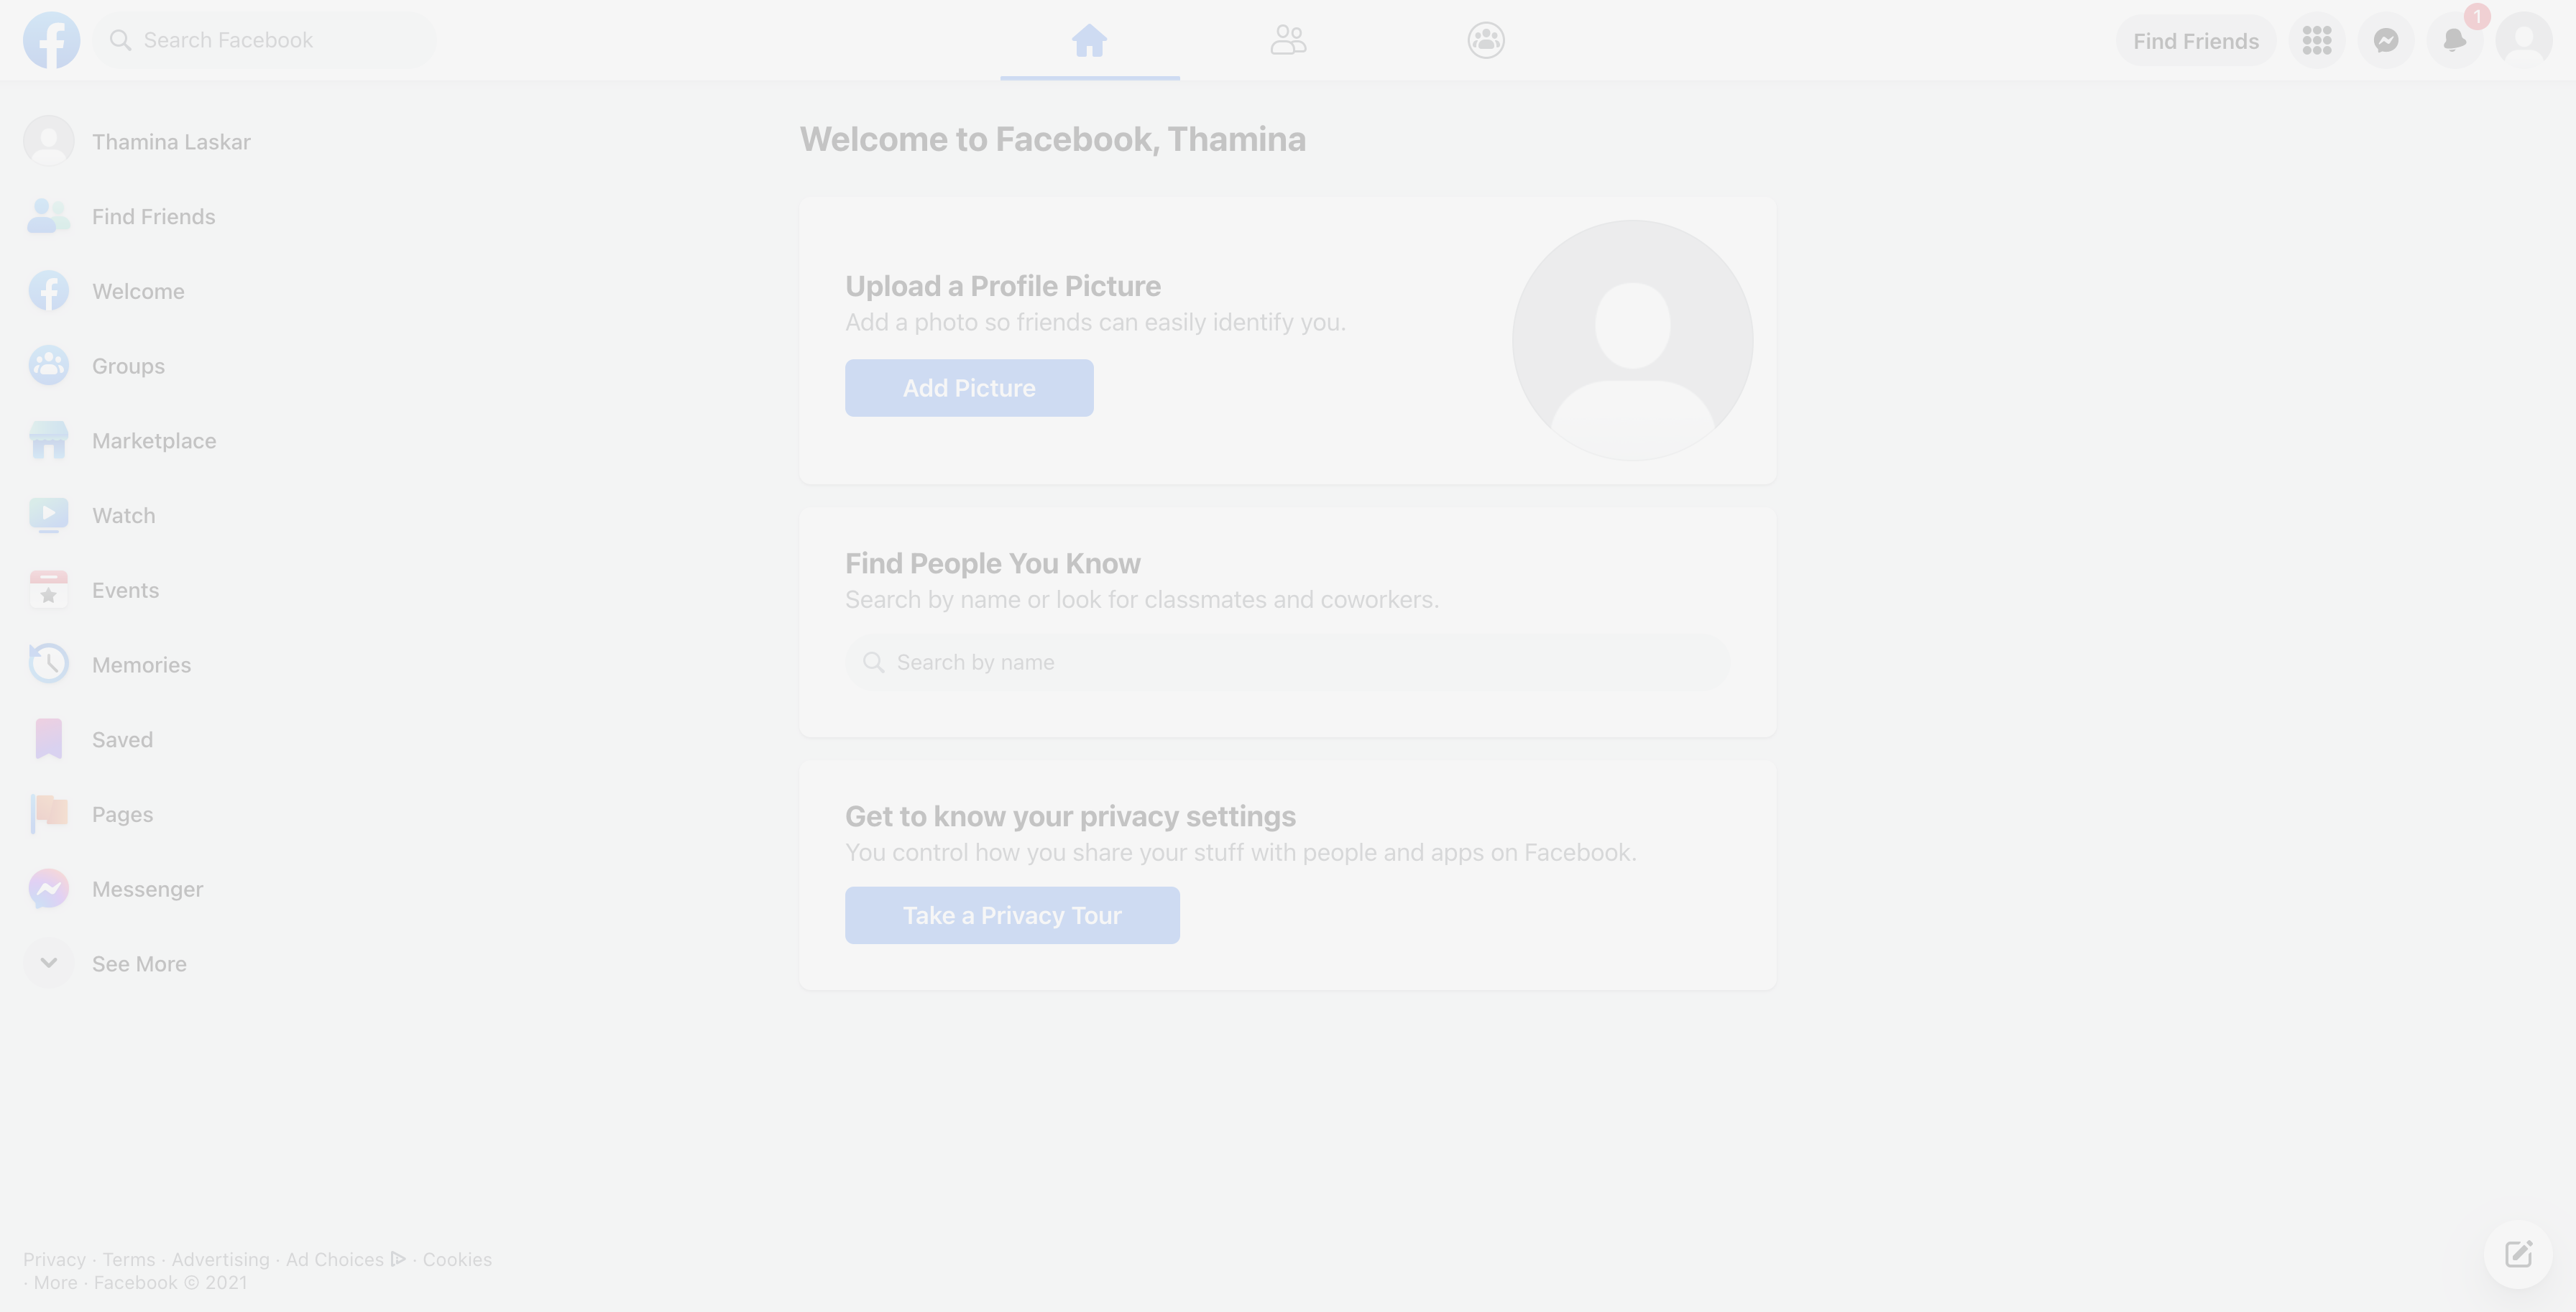 Search Facebook
Find Friends
1
Thamina Laskar
Find Friends
Welcome
Groups
Marketplace
Watch
Events
Memories
Saved
Pages
Messenger
See More
Welcome to Facebook, Thamina
Upload a Profile Picture
Add a photo so friends can easily identify you.
Add Picture
Find People You Know
Search by name or look for classmates and coworkers.
Search by name
Get to know your privacy settings
You control how you share your stuff with people and apps on Facebook.
Take a Privacy Tour
Privacy · Terms · Advertising · Ad Choices · Cookies
· More · Facebook © 2021